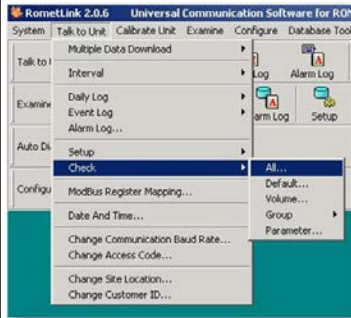 RometLink 2.0.6 Universal Communication Software for RO
System Talk to Unit Calibrate Unit Examine Configure Database Too
Talk to
Multiple Data Download
Interval
Log
Alarm Log
Daily Log
Event Log
Alarm Log...
Examine
arm Log
Setup
Auto Di
Setup
Check
All...
Default...
Volume...
Group
Parameter...
Configu
ModBus Register Mapping...
Date And Time...
Change Communication Baud Rate...
Change Access Code...
Change Site Location...
Change Customer ID...